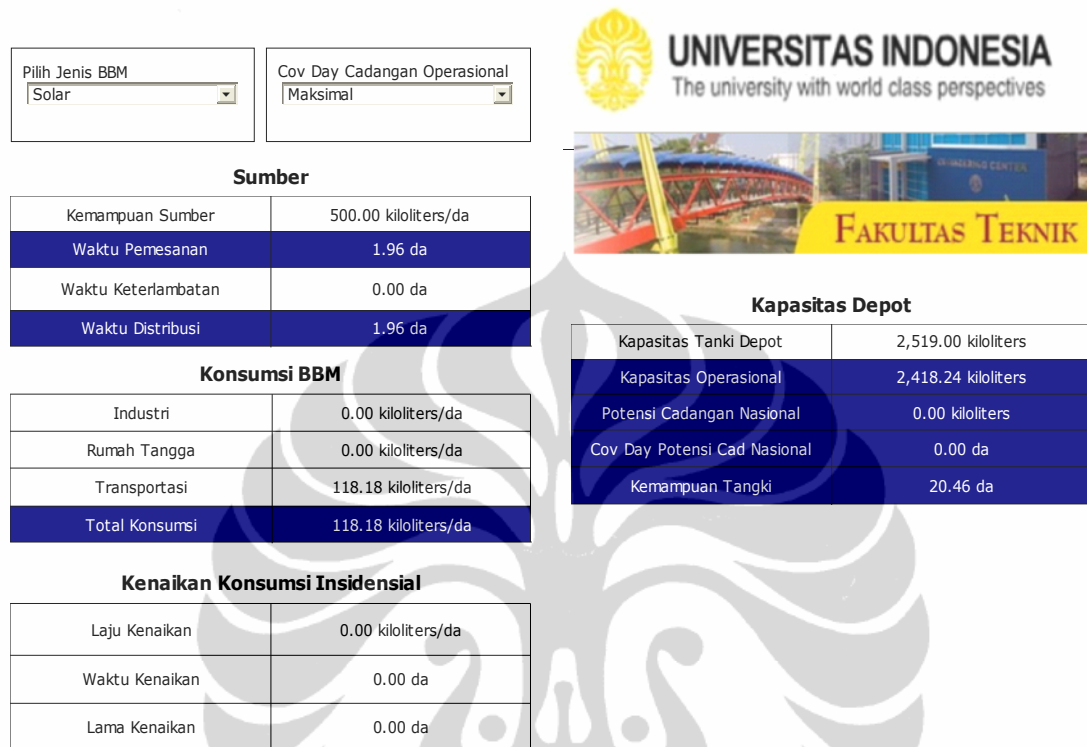 Pilih Jenis BBM
Solar
Cov Day Cadangan Operasional
Maksimal
UNIVERSITAS INDONESIA
The university with world class perspectives
ENGINEERING CENTER
FAKULTAS TEKNIK
Sumber
Kemampuan Sumber 500.00 kiloliters/da
Waktu Pemesanan 1.96 da
Waktu Keterlambatan 0.00 da
Waktu Distribusi 1.96 da
Konsumsi BBM
Industri 0.00 kiloliters/da
Rumah Tangga 0.00 kiloliters/da
Transportasi 118.18 kiloliters/da
Total Konsumsi 118.18 kiloliters/da
Kenaikan Konsumsi Insidensial
Laju Kenaikan 0.00 kiloliters/da
Waktu Kenaikan 0.00 da
Lama Kenaikan 0.00 da
Kapasitas Depot
Kapasitas Tanki Depot 2,519.00 kiloliters
Kapasitas Operasional 2,418.24 kiloliters
Potensi Cadangan Nasional 0.00 kiloliters
Cov Day Potensi Cad Nasional 0.00 da
Kemampuan Tangki 20.46 da